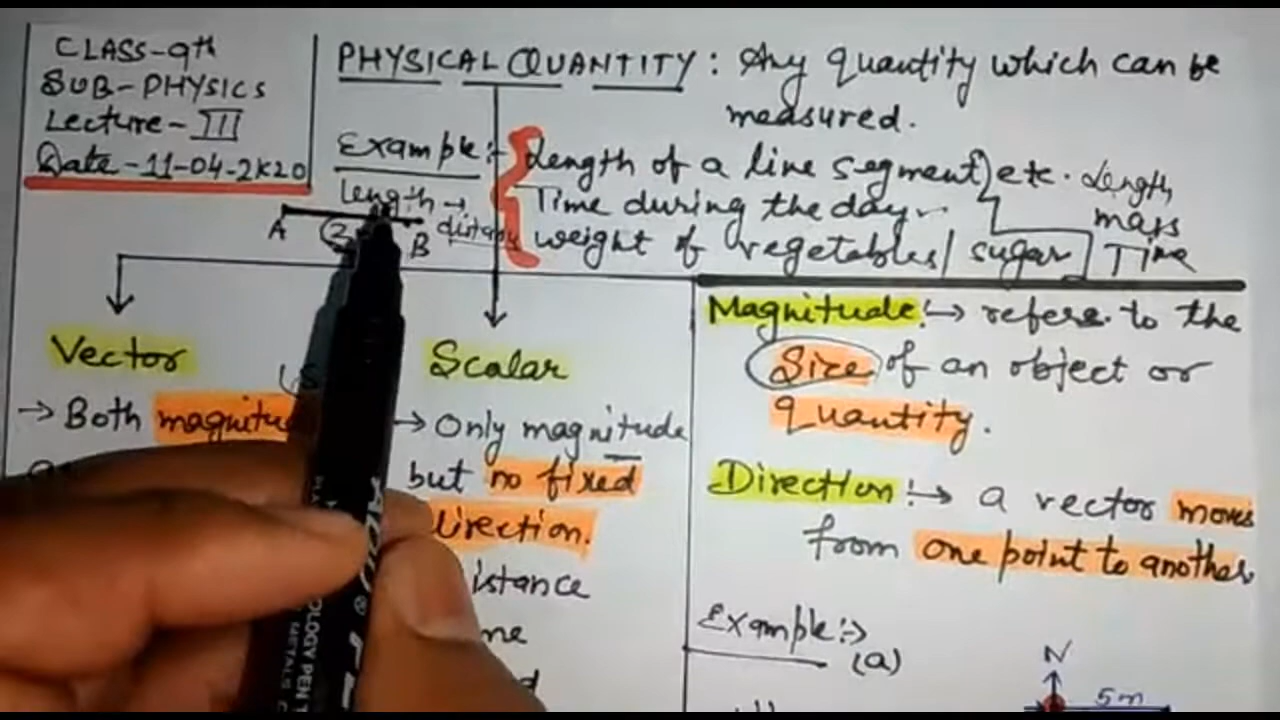 CLASS-9th
SUB-PHYSICS
Lecture-III
Date-11-04-2K20
PHYSICAL QUANTITY: Any quantity which can be
measured.
Example:-
Length of a line segment etc.
Time during the day
weight of vegetables/ sugar
Length
mass
Time
Length →
A B
Vector
→ Both
Scalar
→ Only magnitude
but no fixed
direction.
istance
me
d
Magnitude:→ refers to the
Size of an object or
quantity.
Direction:→ a vector moves
from one point to another
Example:→
(a)
N
5m